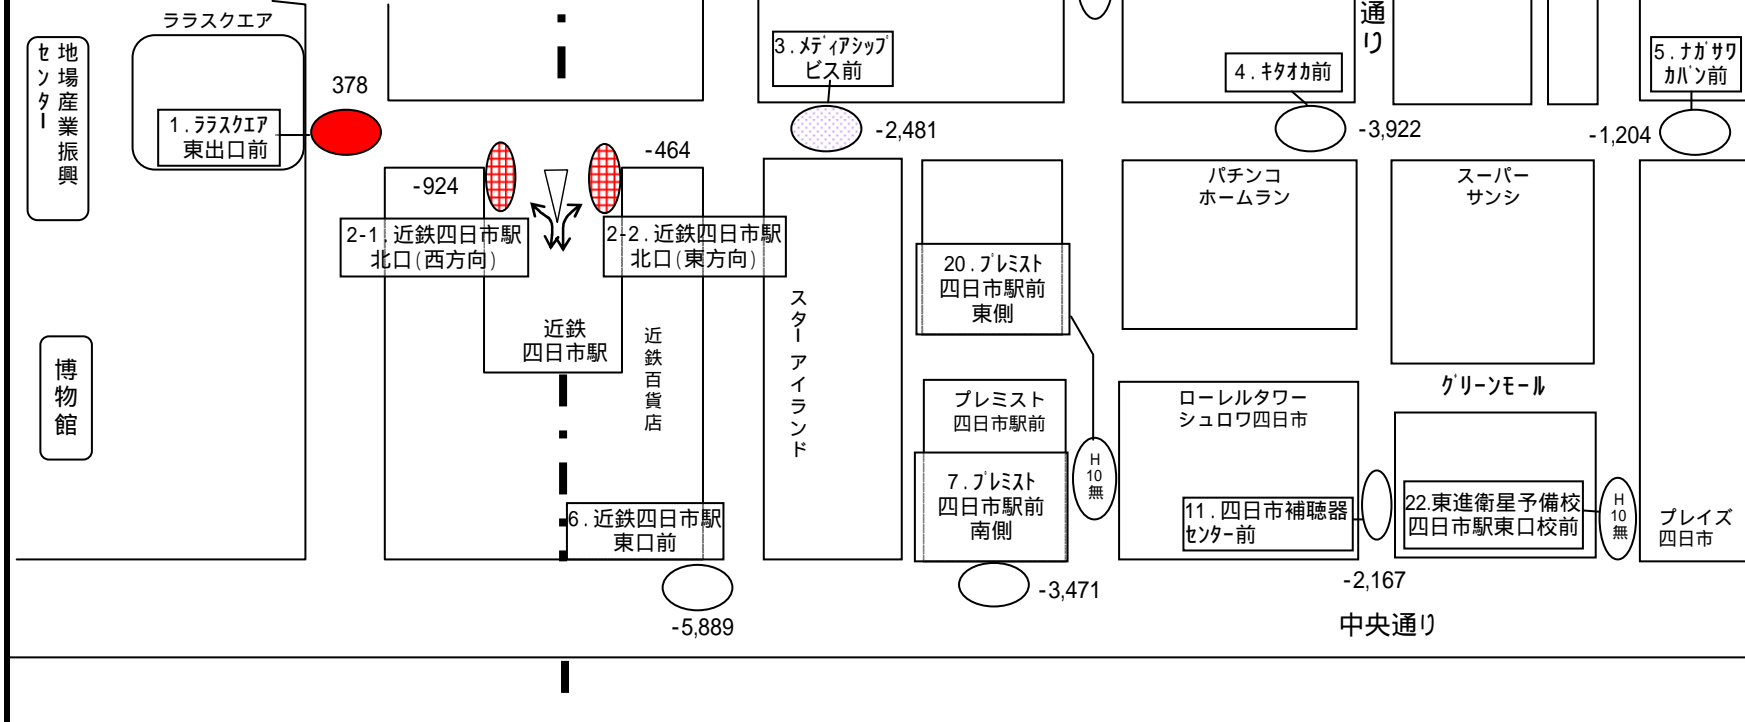 ララスクエア
地場産業振興
センター
378
1.ﾗﾗｽｸｴｱ
東出口前
-924
-464
2-1.近鉄四日市駅
北口(西方向)
2-2.近鉄四日市駅
北口(東方向)
近鉄
四日市駅
近鉄百貨店
博物館
6.近鉄四日市駅
東口前
-5,889
3.ﾒﾃﾞｨｱｼｯﾌﾟ
ビス前
-2,481
スターアイランド
20.ﾌﾟﾚﾐｽﾄ
四日市駅前
東側
プレミスト
四日市駅前
7.ﾌﾟﾚﾐｽﾄ
四日市駅前
南側
-3,471
H
10
無
通り
4.ｷﾀｵｶ前
-3,922
パチンコ
ホームラン
ローレルタワー
シュロワ四日市
11.四日市補聴器
ｾﾝﾀｰ前
-2,167
5.ﾅｶﾞｻﾜ
ｶﾊﾞﾝ前
-1,204
スーパー
サンシ
ｸﾞﾘｰﾝﾓｰﾙ
22.東進衛星予備校
四日市駅東口校前
H
10
無
プレイズ
四日市
中央通り